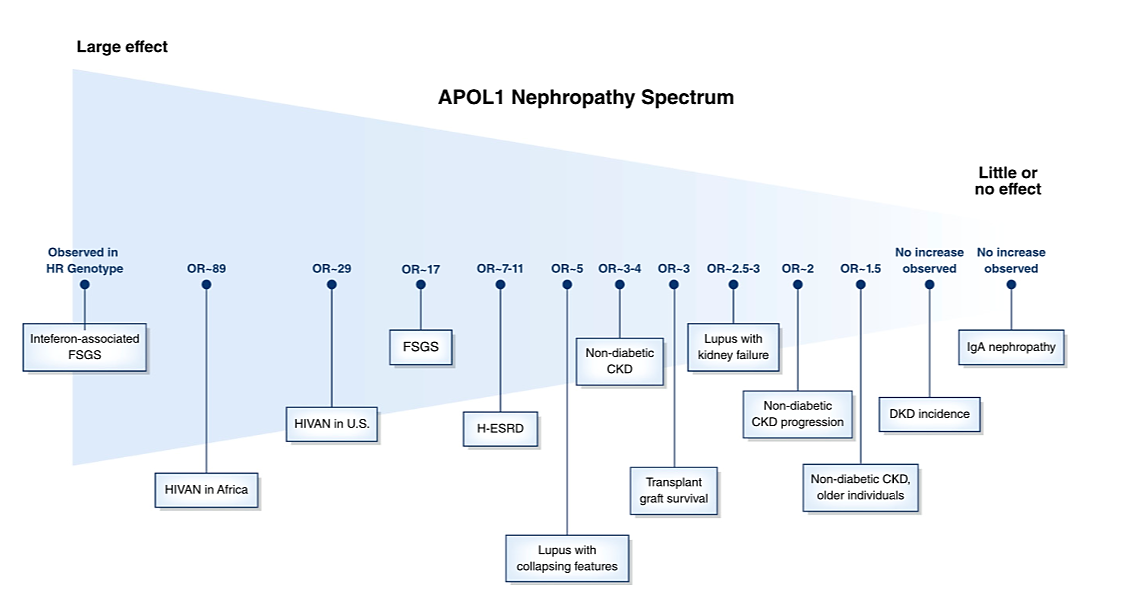 Large effect
APOL1 Nephropathy Spectrum
Little or
no effect
Observed in
HR Genotype
OR~89
OR~29
OR~17
OR~7-11
OR~5
OR~3-4
OR~3
OR~2.5-3
OR~2
OR~1.5
No increase
observed
No increase
observed
Inteferon-associated
FSGS
HIVAN in Africa
HIVAN in U.S.
FSGS
H-ESRD
Lupus with
collapsing features
Non-diabetic
CKD
Transplant
graft survival
Lupus with
kidney failure
Non-diabetic
CKD progression
Non-diabetic CKD,
older individuals
DKD incidence
IgA nephropathy